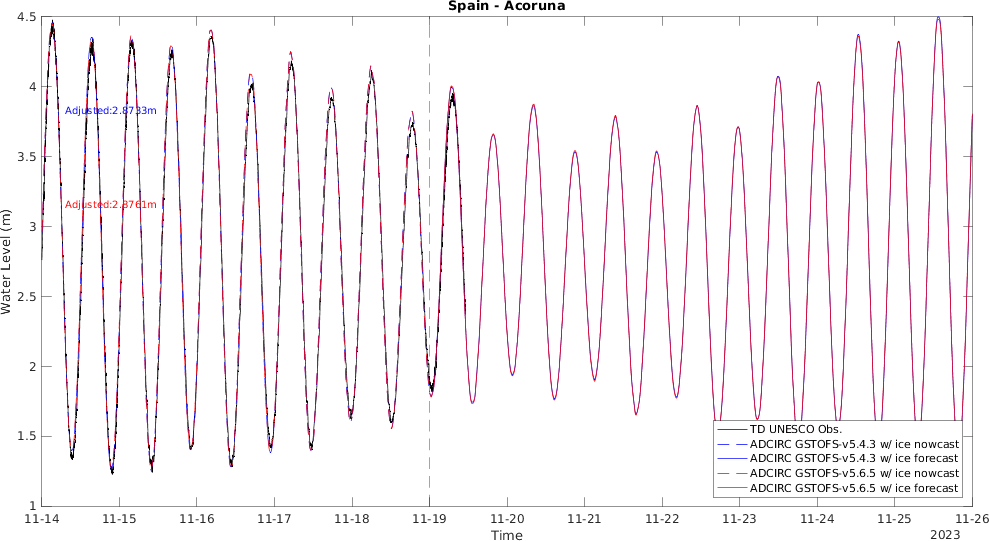 Spain - Acoruna
4.5
4
3.5
3
2.5
2
1.5
1
Water Level (m)
Adjusted:2.8733m
Adjusted:2.8761m
TD UNESCO Obs.
ADCIRC GSTOFS-v5.4.3 w/ ice nowcast
ADCIRC GSTOFS-v5.4.3 w/ ice forecast
ADCIRC GSTOFS-v5.6.5 w/ ice nowcast
ADCIRC GSTOFS-v5.6.5 w/ ice forecast
11-14 11-15 11-16 11-17 11-18 11-19 11-20 11-21 11-22 11-23 11-24 11-25 11-26
Time
2023